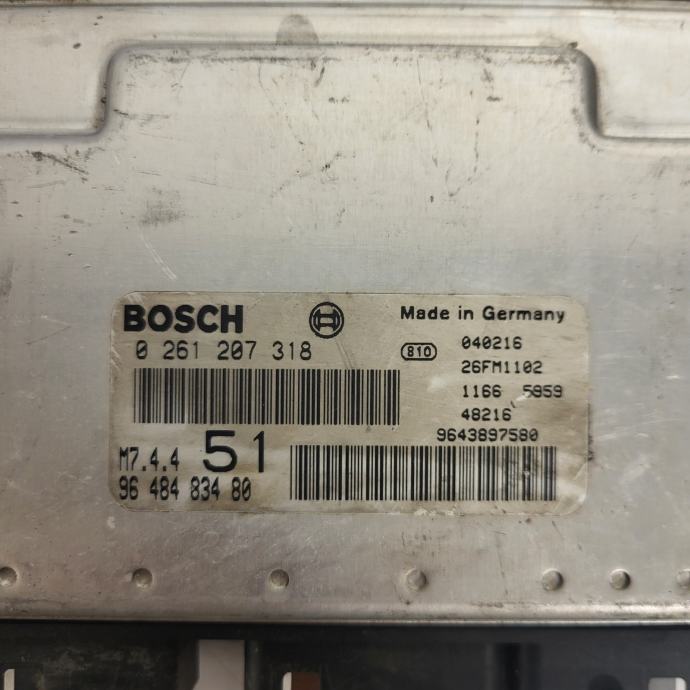 BOSCH
Made in Germany
0 261 207 318
810
040216
26FM1102
1166 5959
48216
9643897580
M7.4.4 51
96 484 834 80